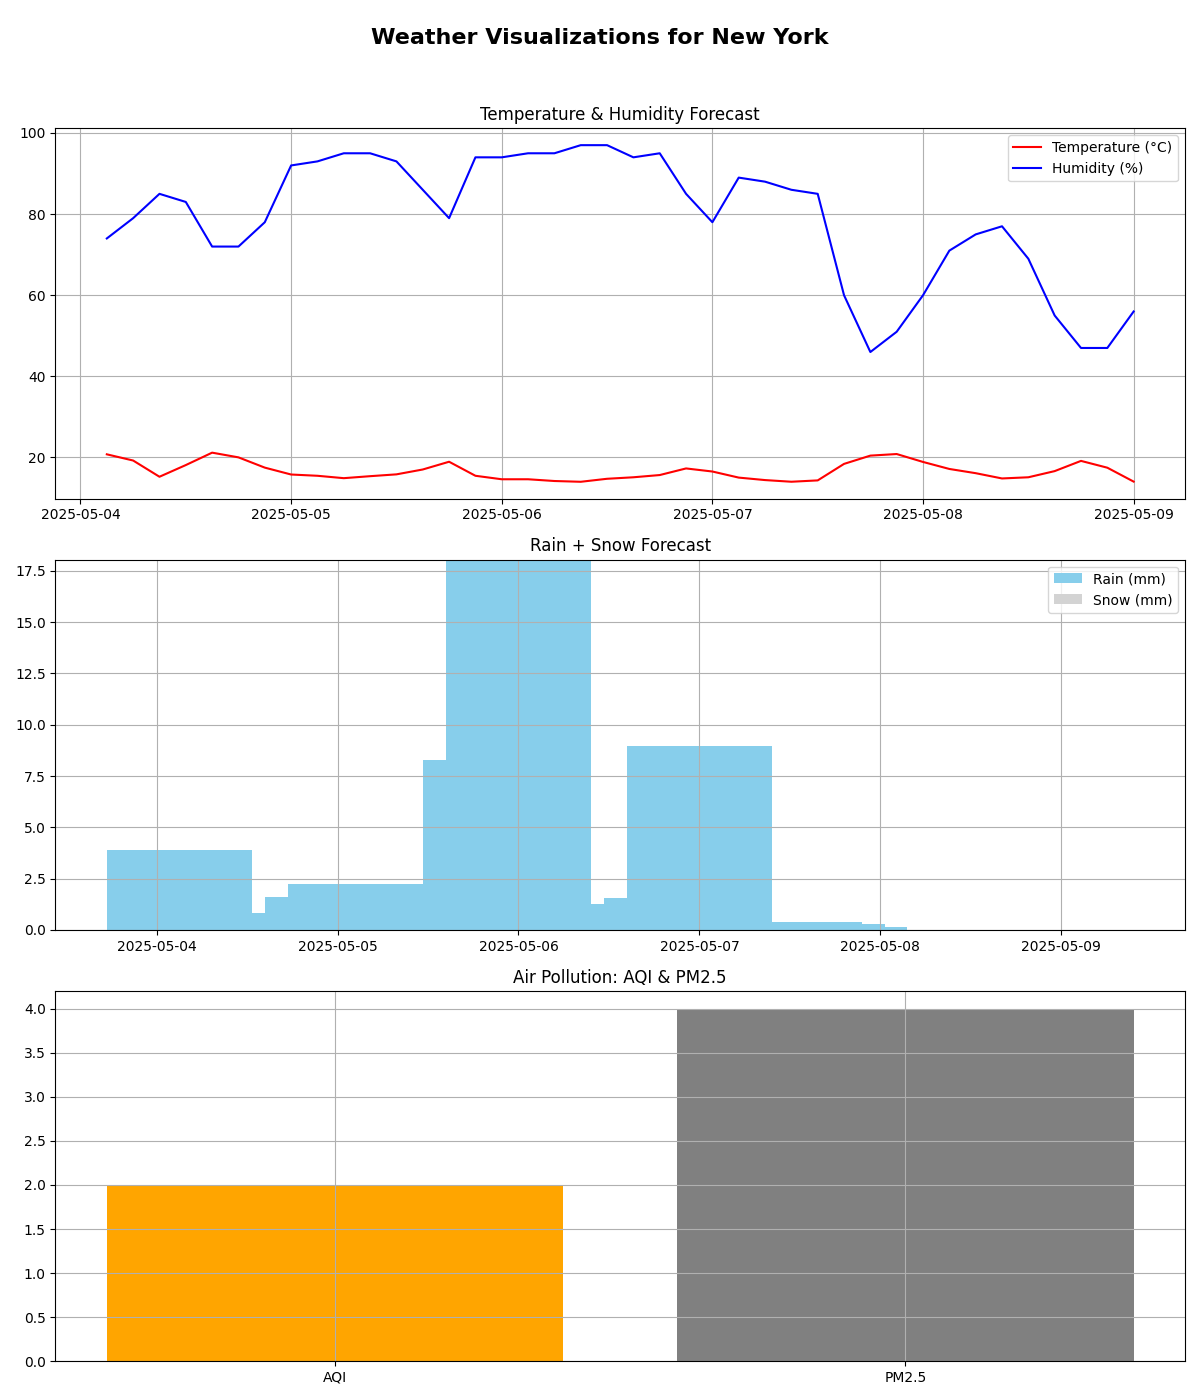 Weather Visualizations for New York
Temperature & Humidity Forecast
100
80
60
40
20
Temperature (°C)
Humidity (%)
2025-05-04 2025-05-05 2025-05-06 2025-05-07 2025-05-08 2025-05-09
Rain + Snow Forecast
17.5
15.0
12.5
10.0
7.5
5.0
2.5
0.0
Rain (mm)
Snow (mm)
2025-05-04 2025-05-05 2025-05-06 2025-05-07 2025-05-08 2025-05-09
Air Pollution: AQI & PM2.5
4.0
3.5
3.0
2.5
2.0
1.5
1.0
0.5
0.0
AQI PM2.5